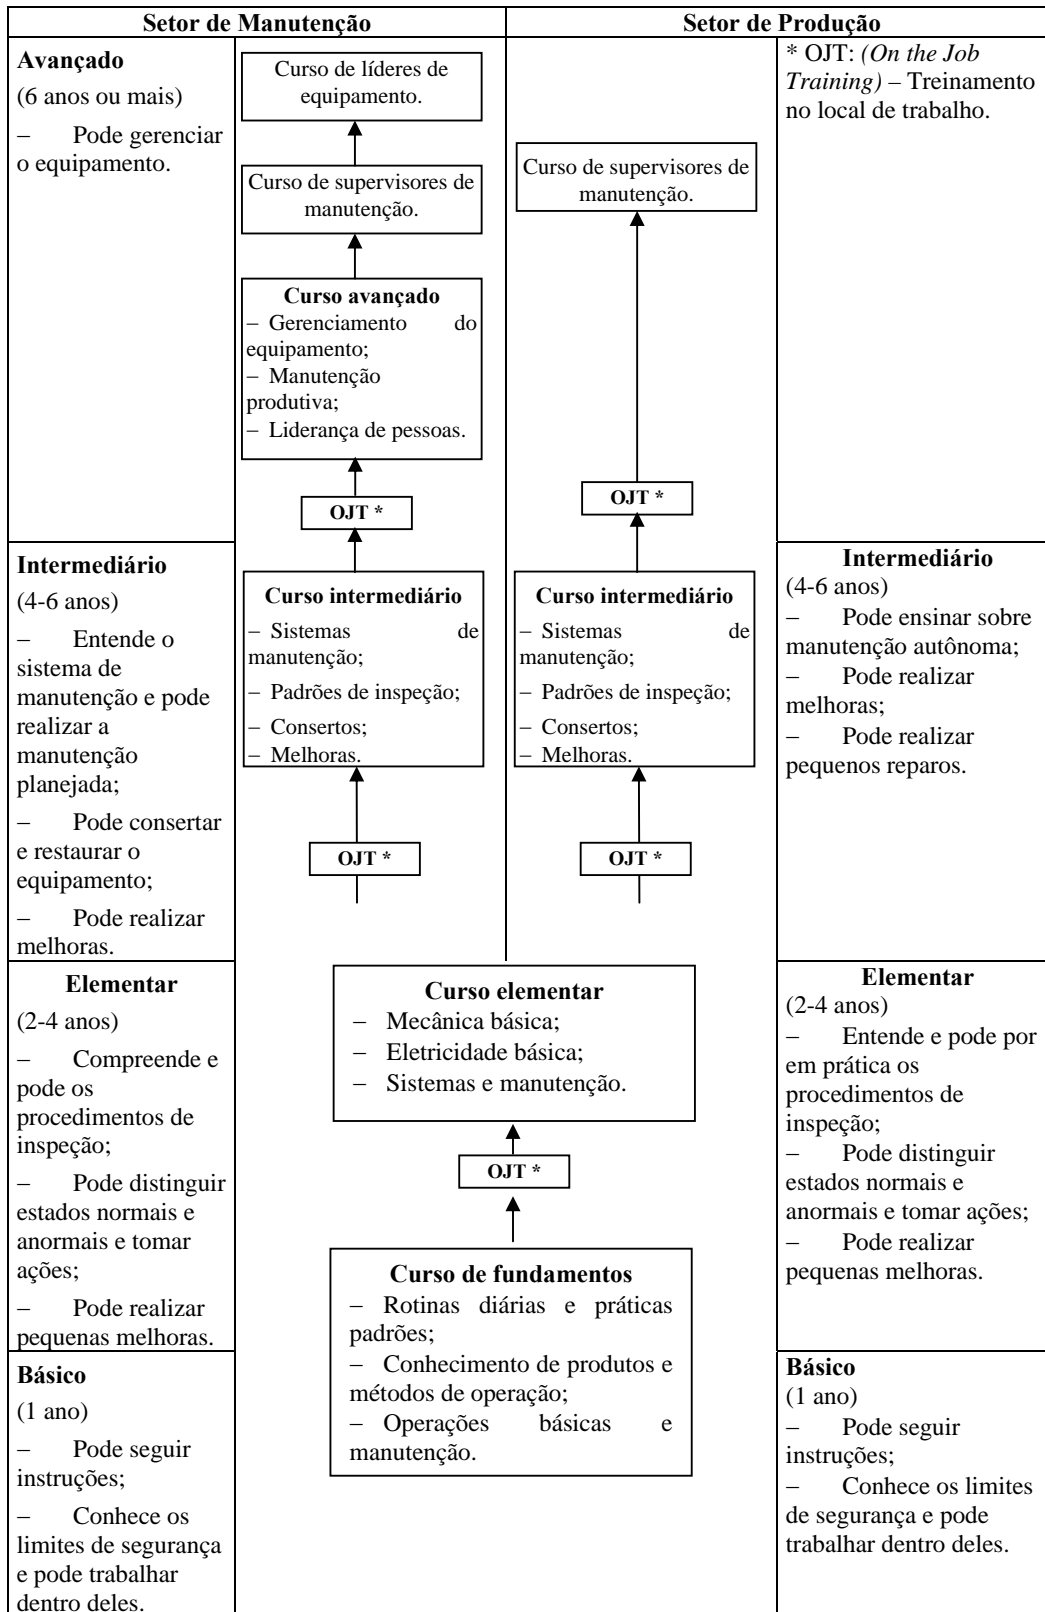 Setor de Manutenção
Setor de Produção
Avançado
(6 anos ou mais)
– Pode gerenciar
o equipamento.
Curso de líderes de
equipamento.
Curso de supervisores de
manutenção.
Curso avançado
– Gerenciamento do
equipamento;
– Manutenção
produtiva;
– Liderança de pessoas.
OJT *
Curso de supervisores de
manutenção.
OJT *
* OJT: (On the Job
Training) – Treinamento
no local de trabalho.
Intermediário
(4-6 anos)
– Entende o
sistema de
manutenção e pode
realizar a
manutenção
planejada;
– Pode consertar
e restaurar o
equipamento;
– Pode realizar
melhoras.
Curso intermediário
– Sistemas de
manutenção;
– Padrões de inspeção;
– Consertos;
– Melhoras.
OJT *
Curso intermediário
– Sistemas de
manutenção;
– Padrões de inspeção;
– Consertos;
– Melhoras.
OJT *
Intermediário
(4-6 anos)
– Pode ensinar sobre
manutenção autônoma;
– Pode realizar
melhoras;
– Pode realizar
pequenos reparos.
Elementar
(2-4 anos)
– Compreende e
pode os
procedimentos de
inspeção;
– Pode distinguir
estados normais e
anormais e tomar
ações;
– Pode realizar
pequenas melhoras.
Curso elementar
– Mecânica básica;
– Eletricidade básica;
– Sistemas e manutenção.
OJT *
Curso de fundamentos
– Rotinas diárias e práticas
padrões;
– Conhecimento de produtos e
métodos de operação;
– Operações básicas e
manutenção.
Elementar
(2-4 anos)
– Entende e pode por
em prática os
procedimentos de
inspeção;
– Pode distinguir
estados normais e
anormais e tomar ações;
– Pode realizar
pequenas melhoras.
Básico
(1 ano)
– Pode seguir
instruções;
– Conhece os
limites de segurança
e pode trabalhar
dentro deles.
Básico
(1 ano)
– Pode seguir
instruções;
– Conhece os limites
de segurança e pode
trabalhar dentro deles.